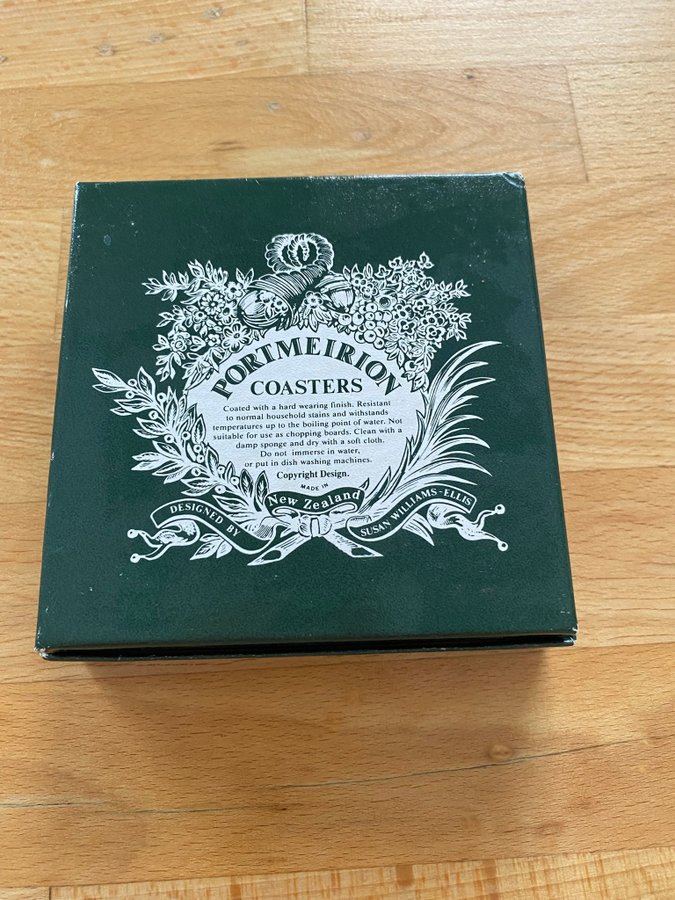 PORTMEIRION
COASTERS
Coated with a hard wearing finish. Resistant
to normal household stains and withstands
temperatures up to the boiling point of water. Not
suitable for use as chopping boards. Clean with a
damp sponge and dry with a soft cloth.
Do not immerse in water,
or put in dish washing machines.
Copyright Design.
MADE IN
New Zealand
DESIGNED BY
SUSAN WILLIAMS-ELLIS